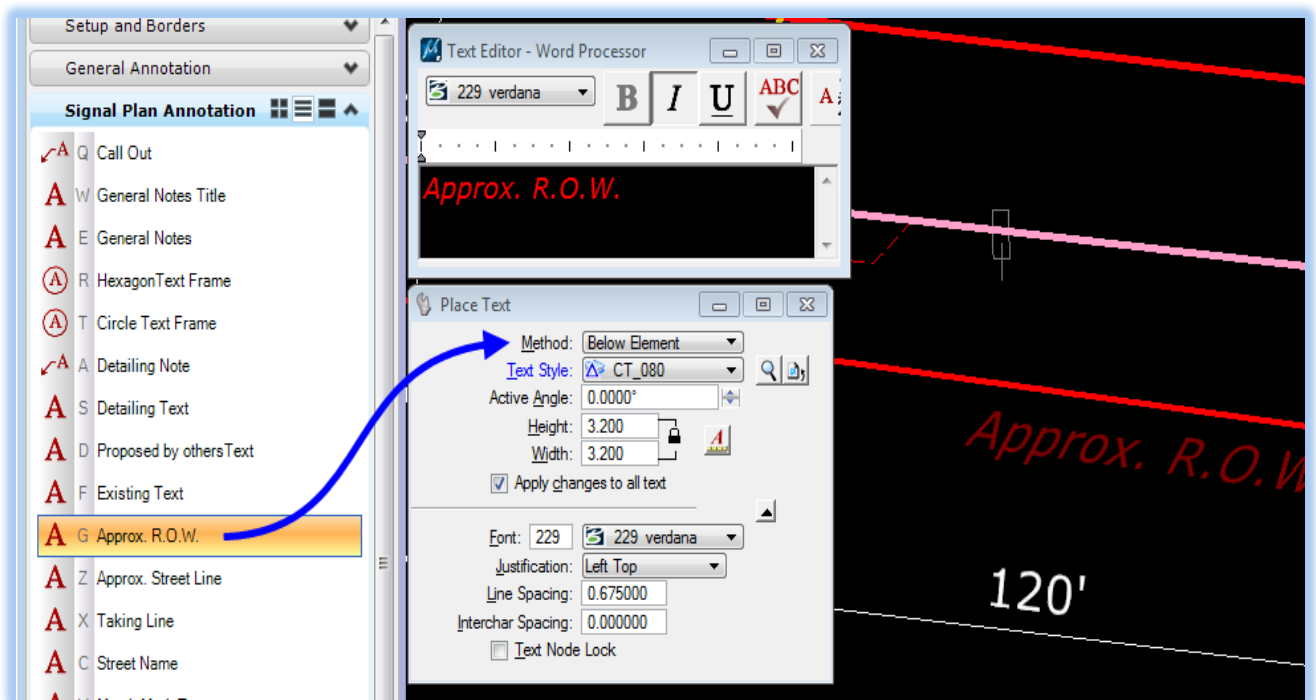 Setup and Borders
General Annotation
Signal Plan Annotation
Q Call Out
W General Notes Title
E General Notes
R HexagonText Frame
T Circle Text Frame
A Detailing Note
S Detailing Text
D Proposed by othersText
F Existing Text
G Approx. R.O.W.
Z Approx. Street Line
X Taking Line
C Street Name
Text Editor - Word Processor
229 verdana
B I U ABC A
Approx. R.O.W.
Place Text
Method: Below Element
Text Style: CT_080
Active Angle: 0.0000°
Height: 3.200
Width: 3.200
Apply changes to all text
Font: 229 229 verdana
Justification: Left Top
Line Spacing: 0.675000
Interchar Spacing: 0.000000
Text Node Lock
Approx. R.O.W
120'